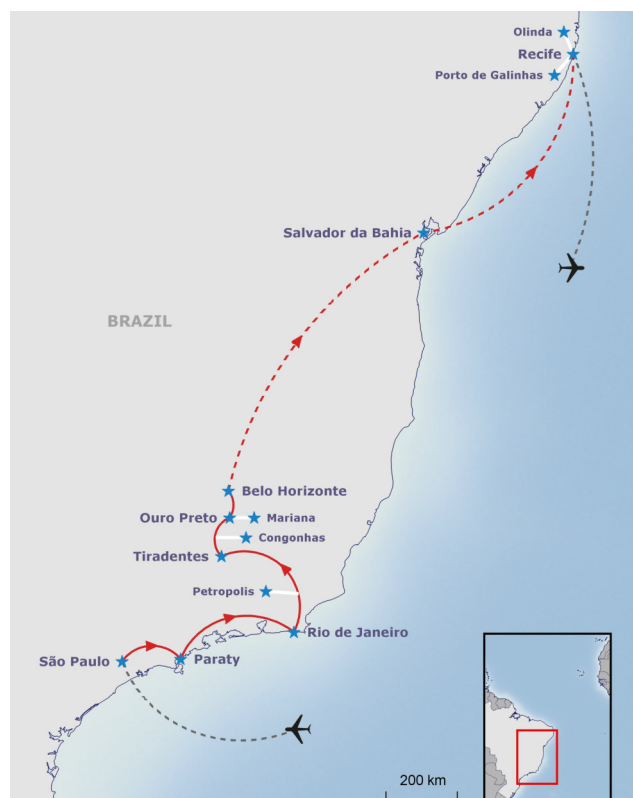 Olinda
Recife
Porto de Galinhas
Salvador da Bahia
BRAZIL
Belo Horizonte
Ouro Preto
Mariana
Congonhas
Tiradentes
Petropolis
Rio de Janeiro
São Paulo
Paraty
200 km